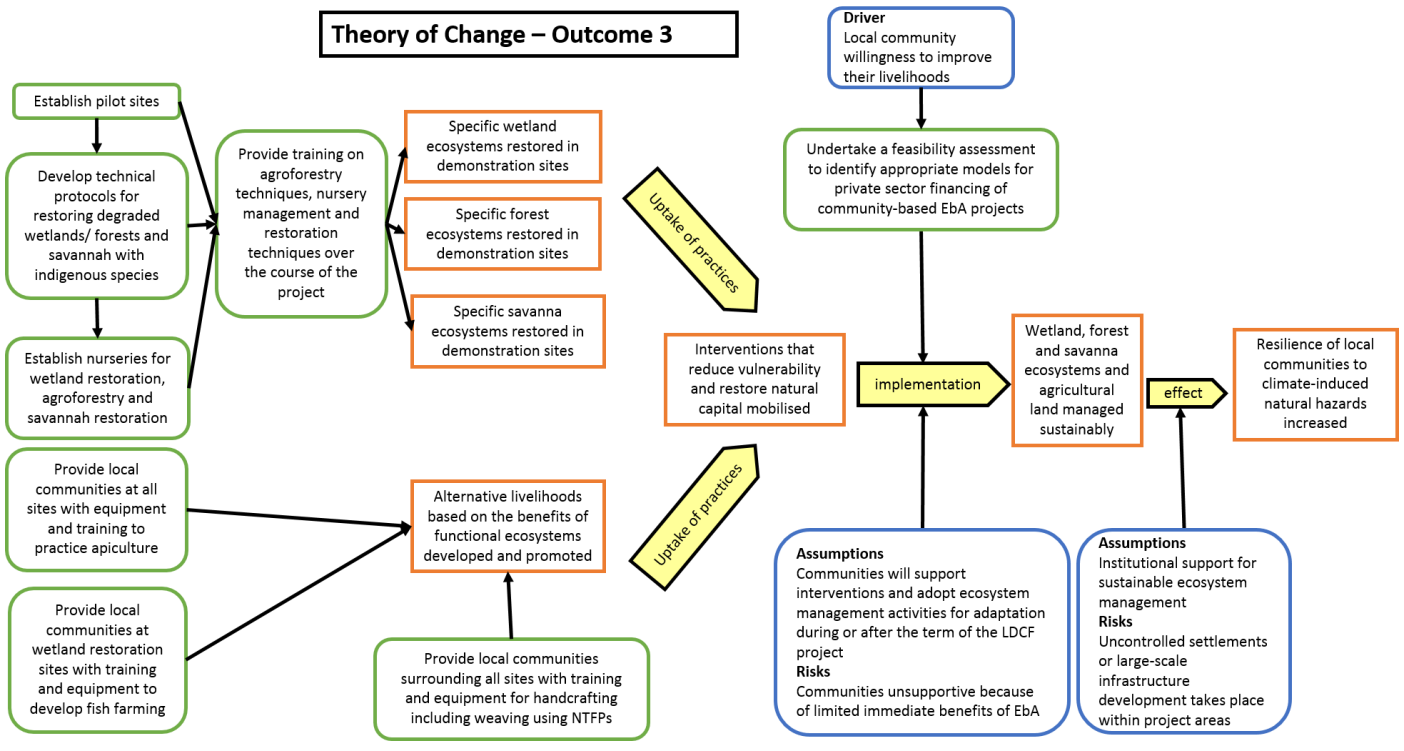 Theory of Change – Outcome 3
Driver
Local community
willingness to improve
their livelihoods
Establish pilot sites
Develop technical
protocols for
restoring degraded
wetlands/ forests and
savannah with
indigenous species
Establish nurseries for
wetland restoration,
agroforestry and
savannah restoration
Provide training on
agroforestry
techniques, nursery
management and
restoration
techniques over
the course of the
project
Specific wetland
ecosystems restored in
demonstration sites
Specific forest
ecosystems restored in
demonstration sites
Specific savanna
ecosystems restored in
demonstration sites
Uptake of practices
Undertake a feasibility assessment
to identify appropriate models for
private sector financing of
community-based EbA projects
Interventions that
reduce vulnerability
and restore natural
capital mobilised
implementation
Wetland, forest
and savanna
ecosystems and
agricultural
land managed
sustainably
effect
Resilience of local
communities to
climate-induced
natural hazards
increased
Provide local
communities at all
sites with equipment
and training to
practice apiculture
Provide local
communities at
wetland restoration
sites with training
and equipment to
develop fish farming
Alternative livelihoods
based on the benefits of
functional ecosystems
developed and promoted
Uptake of practices
Provide local communities
surrounding all sites with training
and equipment for handcrafting
including weaving using NTFPs
Assumptions
Communities will support
interventions and adopt ecosystem
management activities for adaptation
during or after the term of the LDCF
project
Risks
Communities unsupportive because
of limited immediate benefits of EbA
Assumptions
Institutional support for
sustainable ecosystem
management
Risks
Uncontrolled settlements
or large-scale
infrastructure
development takes place
within project areas